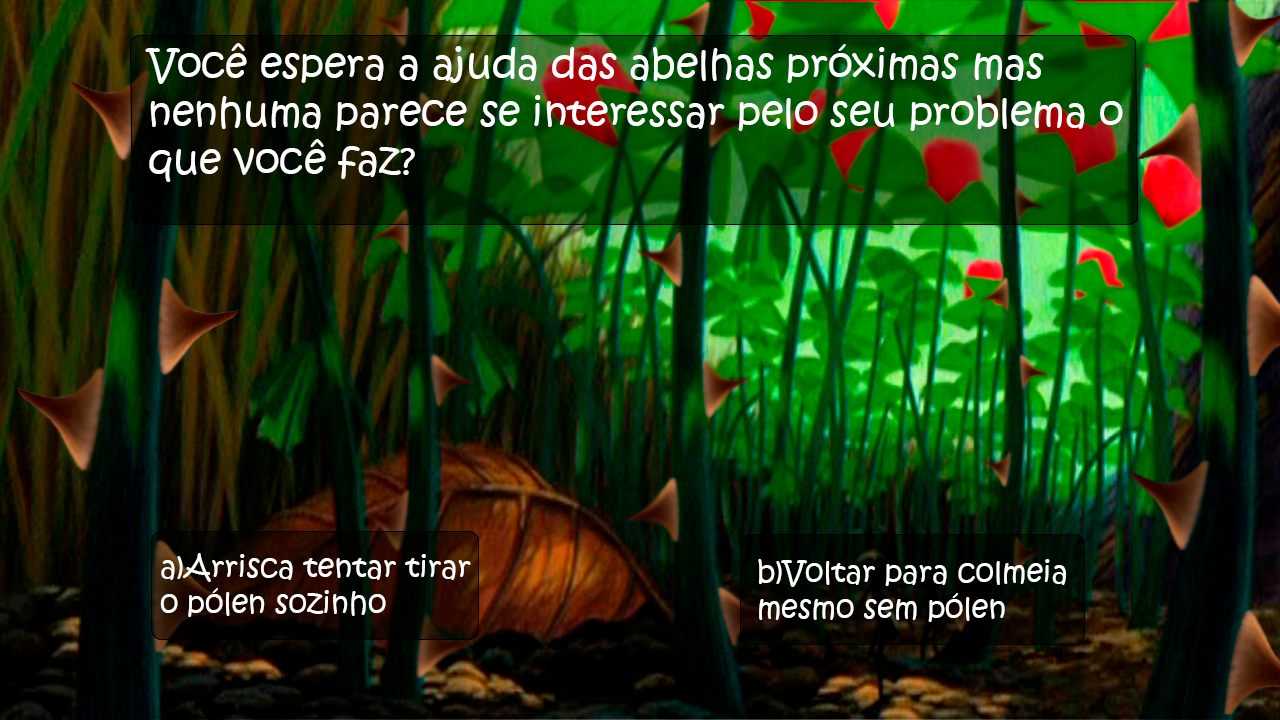 Você espera a ajuda das abelhas próximas mas
nenhuma parece se interessar pelo seu problema o
que você faz?
a)Arrisca tentar tirar
o pólen sozinho
b)Voltar para colmeia
mesmo sem pólen